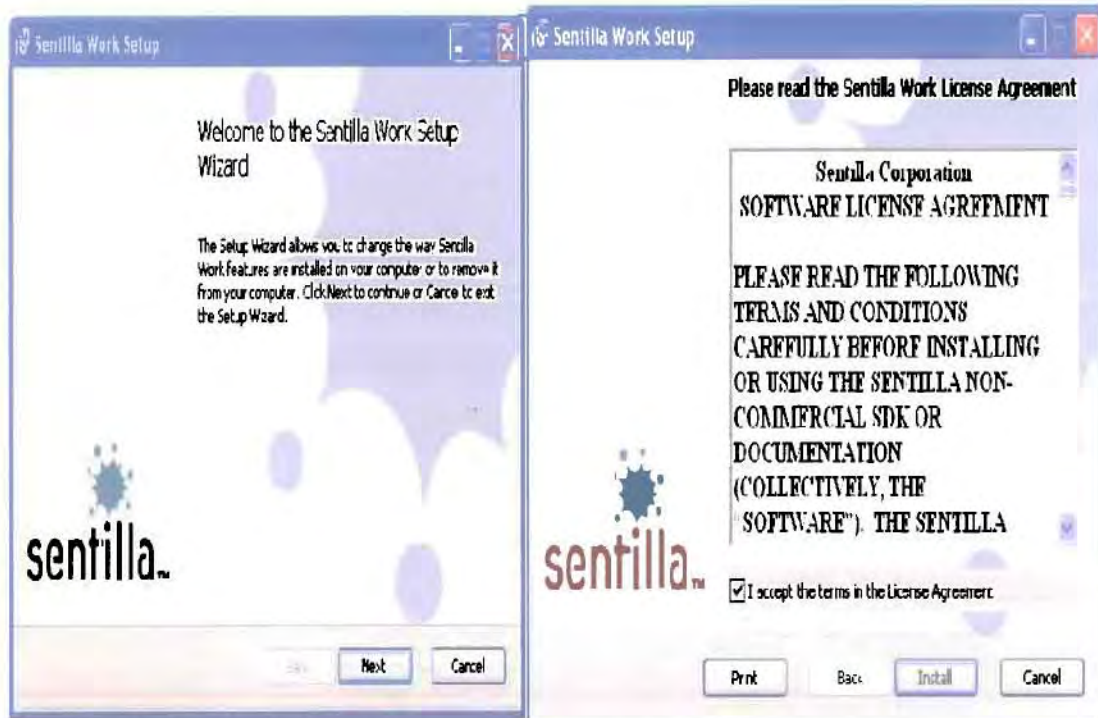 Sentilla Work Setup
Welcome to the Sentilla Work Setup
Wizard
The Setup Wizard allows you to change the way Sentilla
Work features are installed on your computer or to remove it
from your computer. Click Next to continue or Cancel to exit
the Setup Wizard.
sentilla™
Back
Next
Cancel
Sentilla Work Setup
Please read the Sentilla Work License Agreement
Sentilla Corporation
SOFTWARE LICENSE AGREEMENT
PLEASE READ THE FOLLOWING
TERMS AND CONDITIONS
CAREFULLY BEFORE INSTALLING
OR USING THE SENTILLA NON-
COMMERCIAL SDK OR
DOCUMENTATION
(COLLECTIVELY, THE
"SOFTWARE"). THE SENTILLA
sentilla™
I accept the terms in the License Agreement
Print
Back
Install
Cancel